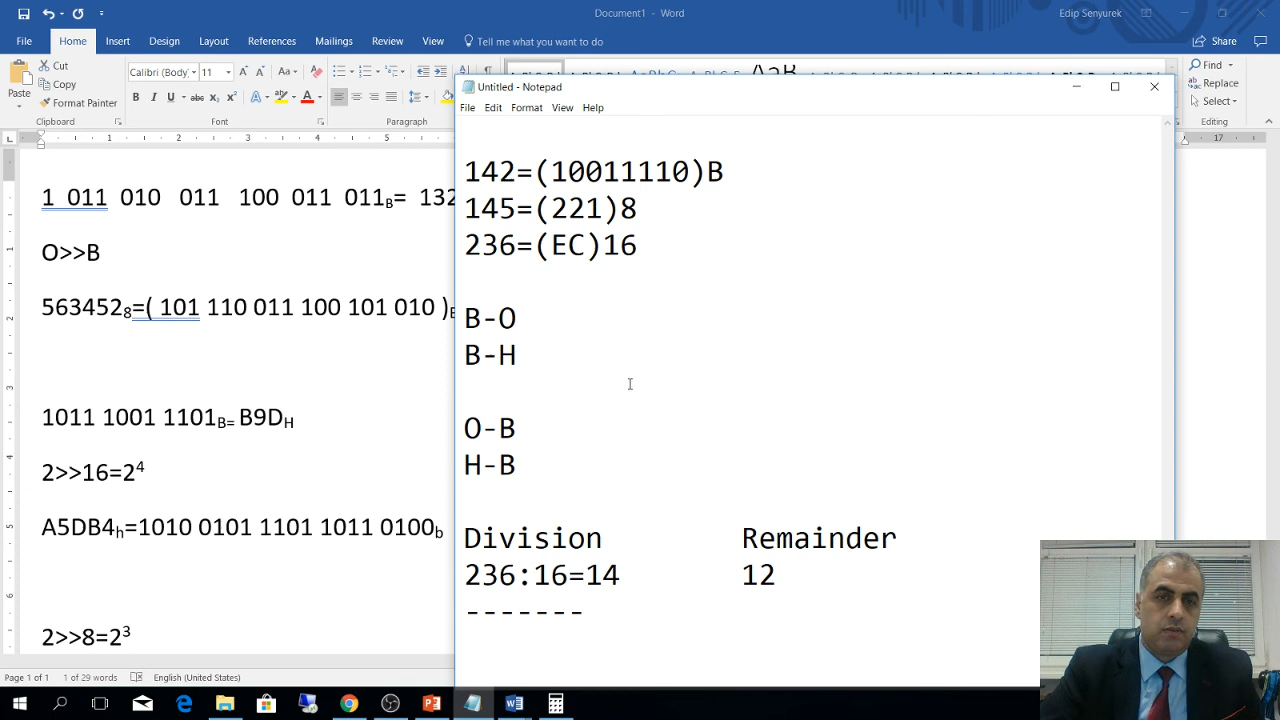 Document1 - Word
Edip Senyurek
File Home Insert Design Layout References Mailings Review View Tell me what you want to do Share
Paste
Cut
Copy
Format Painter
Clipboard
Calibri (Body) 11
Font
Paragraph
Find
Replace
Select
Editing
1 011 010 011 100 011 011B= 132
O>>B
5634528=( 101 110 011 100 101 010 )
1011 1001 1101B= B9DH
2>>16=24
A5DB4h=1010 0101 1101 1011 0100b
2>>8=23
Untitled - Notepad
File Edit Format View Help
142=(10011110)B
145=(221)8
236=(EC)16
B-O
B-H
O-B
H-B
Division Remainder
236:16=14 12
-------
Page 1 of 1 1 of 29 words English (United States)